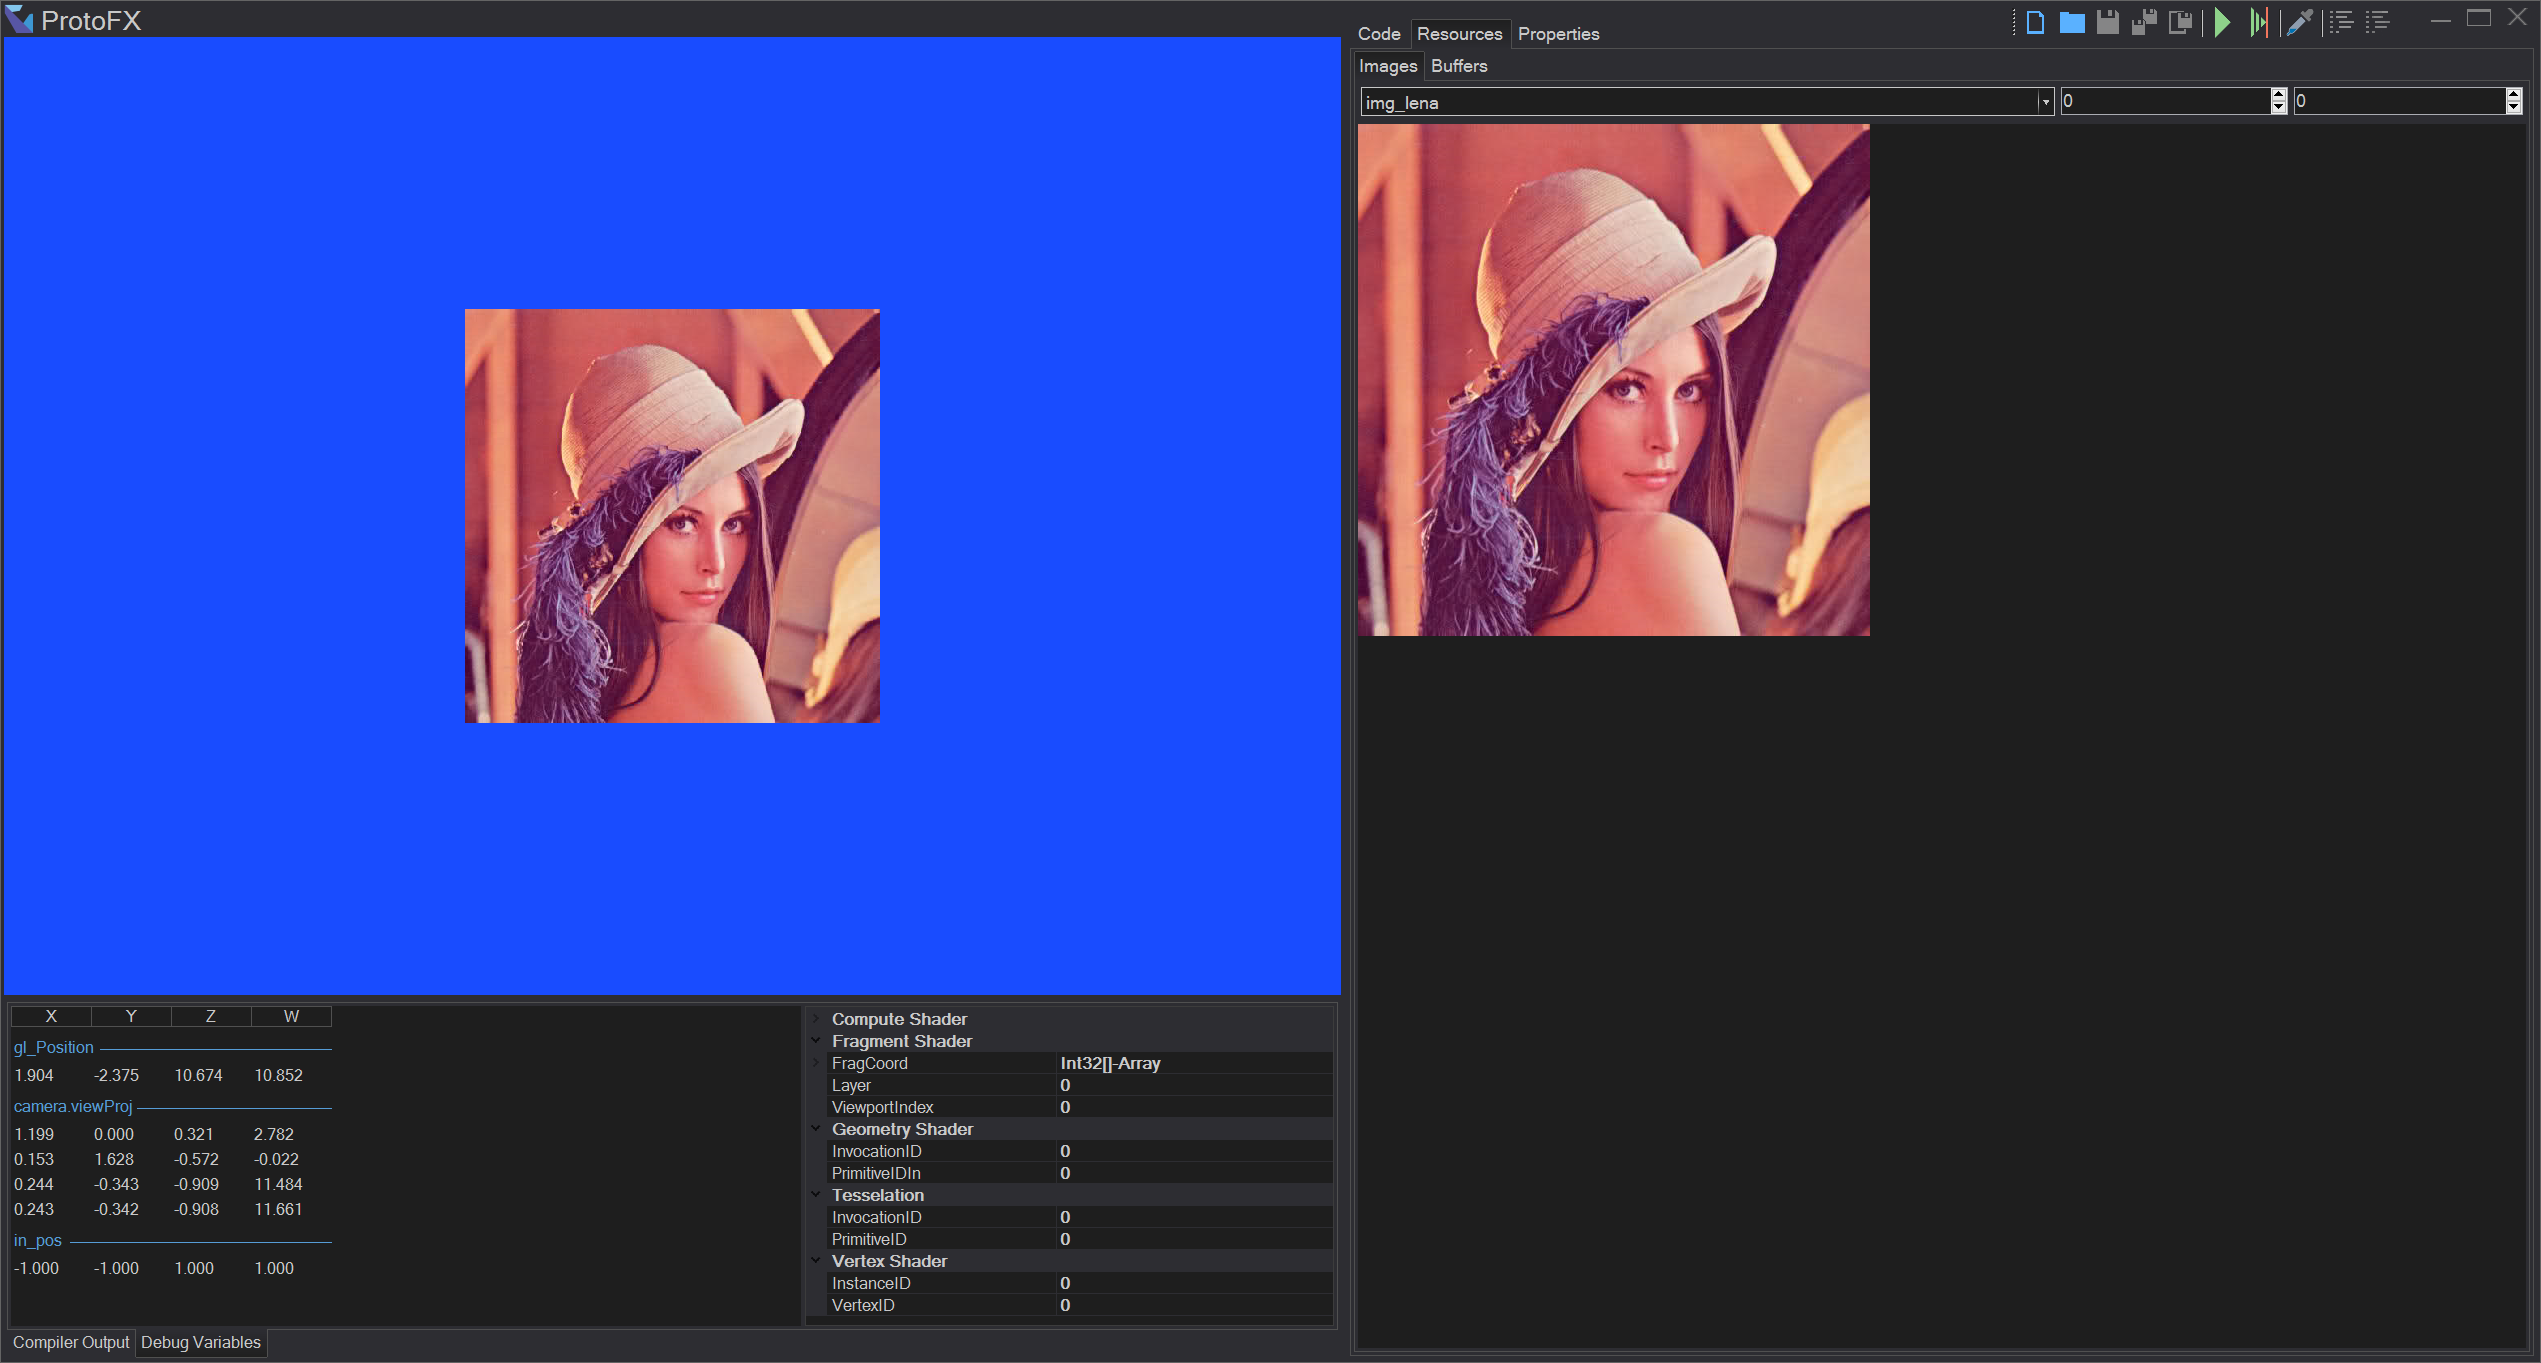 ProtoFX
Code Resources Properties
Images Buffers
img_lena 0 0
X Y Z W
gl_Position
1.904 -2.375 10.674 10.852
camera.viewProj
1.199 0.000 0.321 2.782
0.153 1.628 -0.572 -0.022
0.244 -0.343 -0.909 11.484
0.243 -0.342 -0.908 11.661
in_pos
-1.000 -1.000 1.000 1.000
Compute Shader
Fragment Shader
FragCoord Int32[]-Array
Layer 0
ViewportIndex 0
Geometry Shader
InvocationID 0
PrimitiveIDIn 0
Tesselation
InvocationID 0
PrimitiveID 0
Vertex Shader
InstanceID 0
VertexID 0
Compiler Output Debug Variables